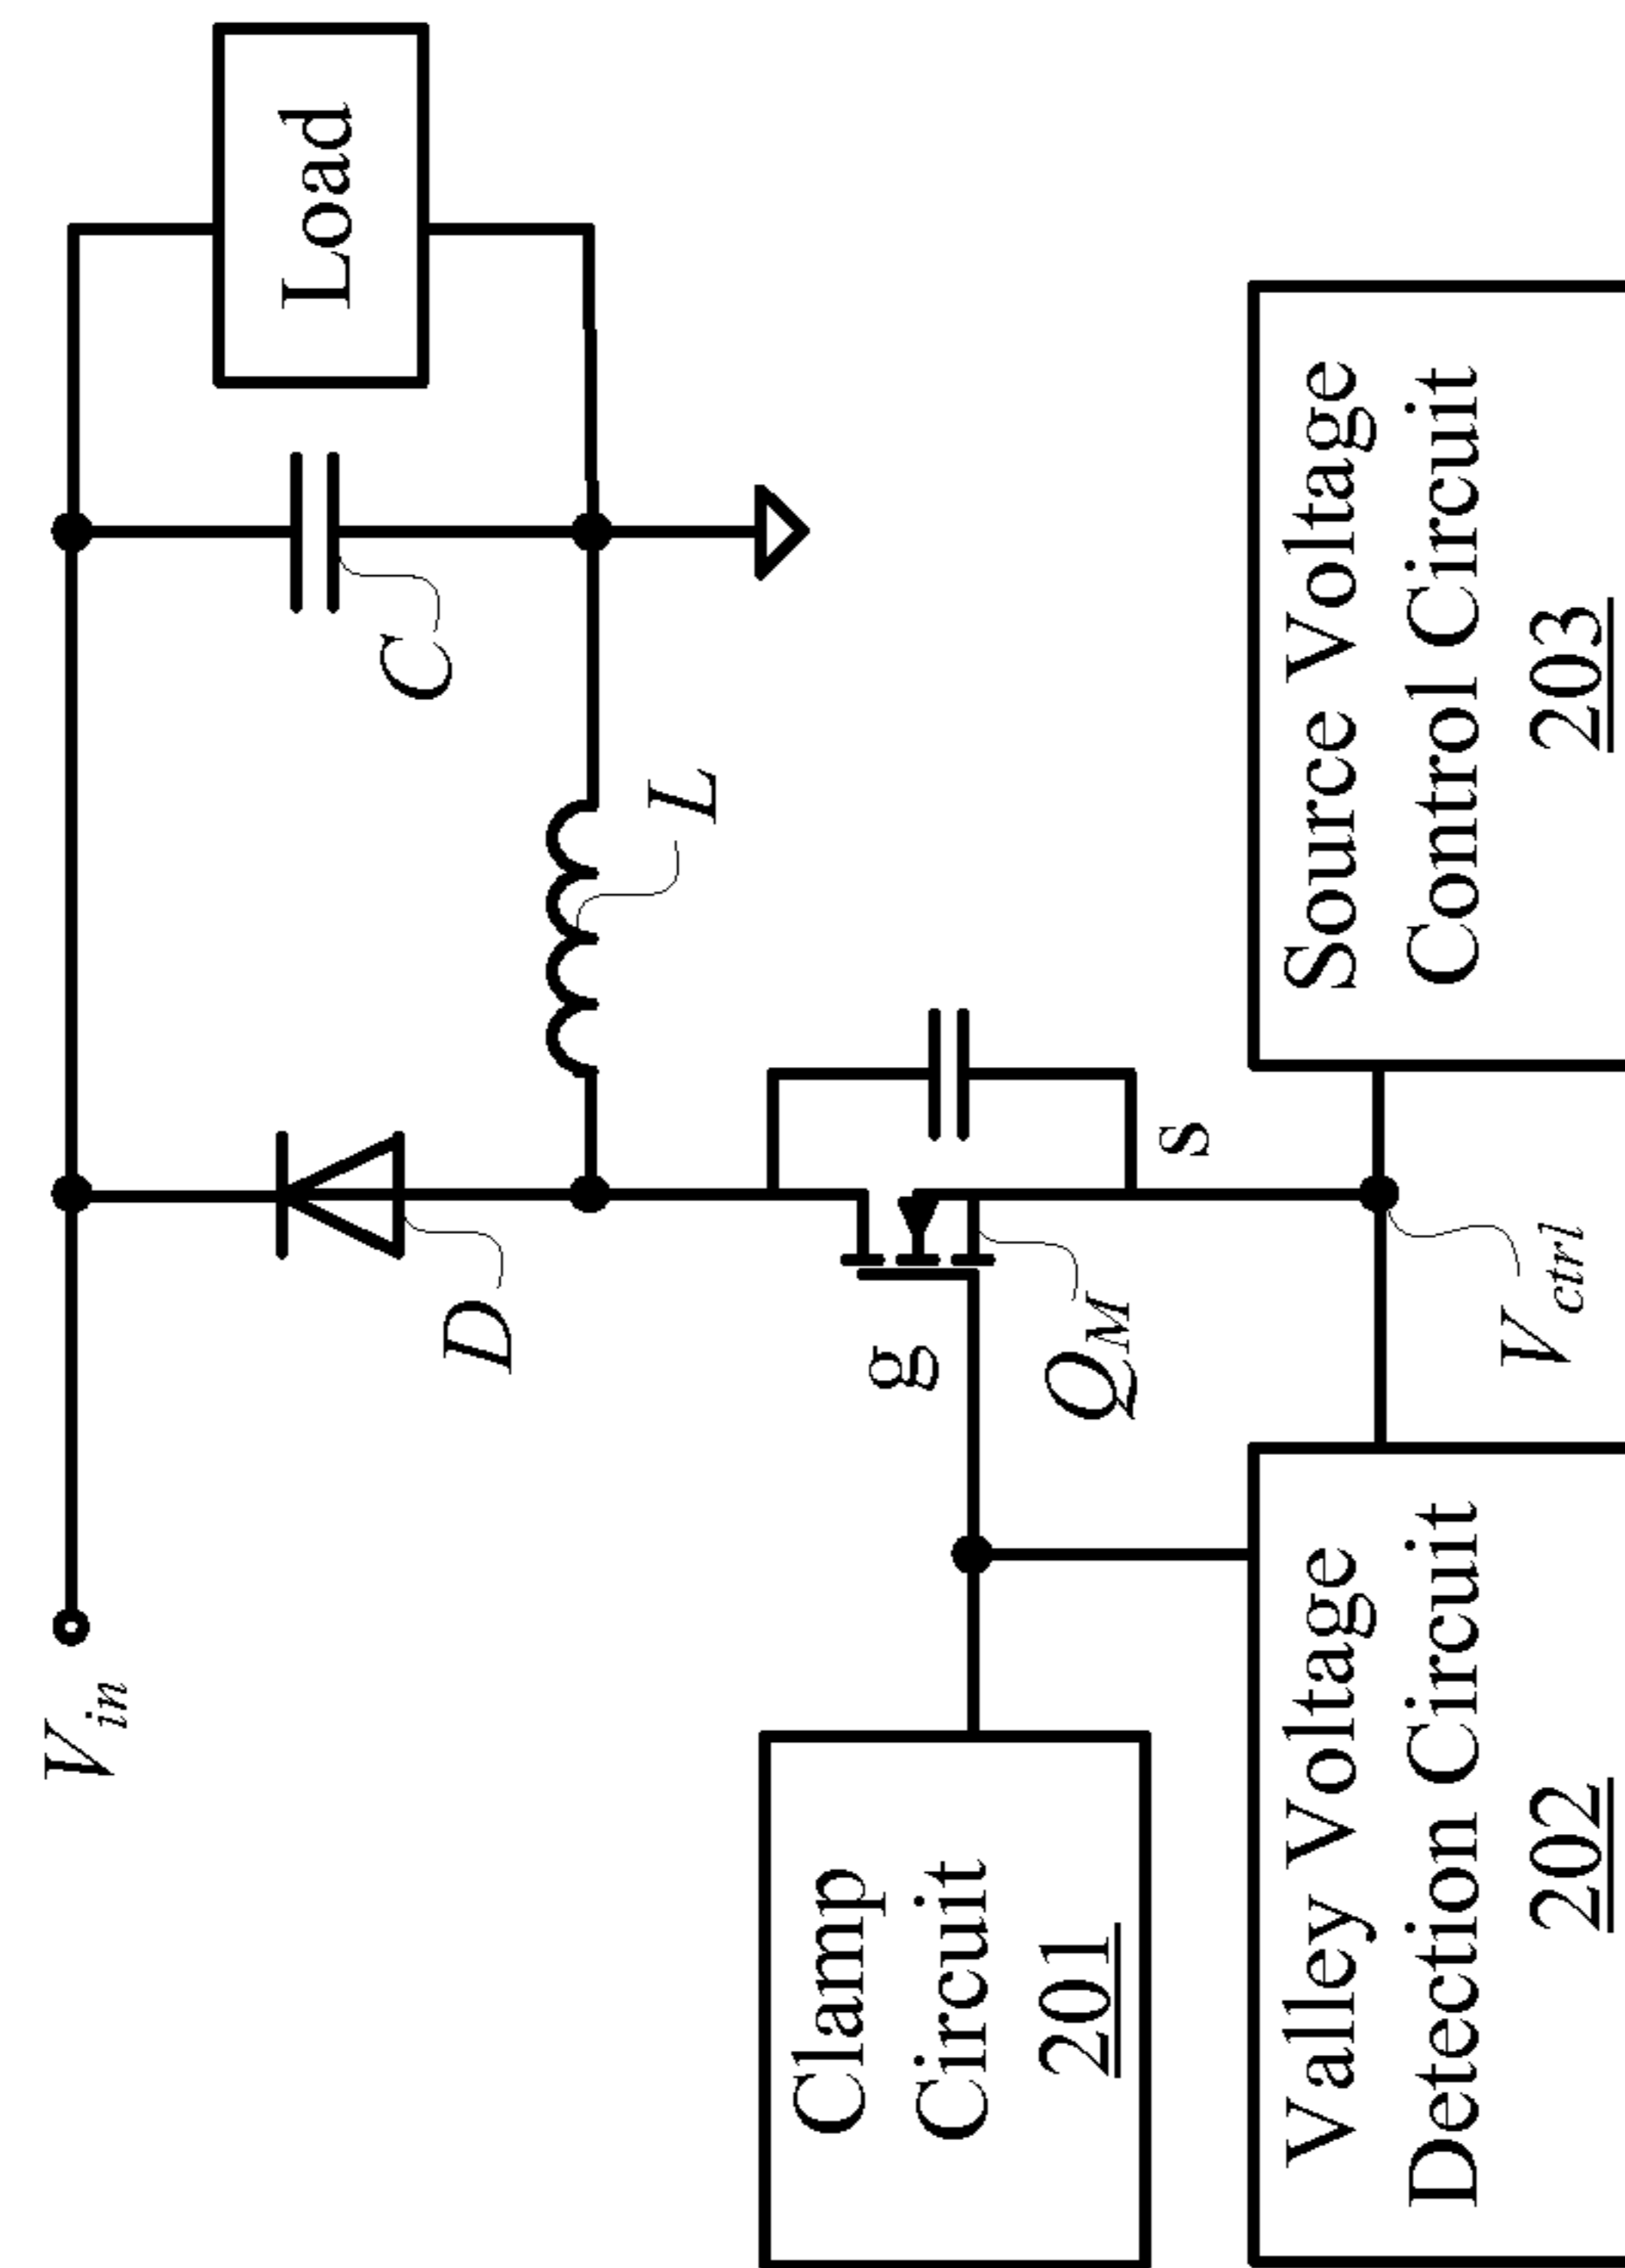 V_in
D
L
C
Load
g
s
Q_M
Clamp
Circuit
201
V_ctrl
Valley Voltage
Detection Circuit
202
Source Voltage
Control Circuit
203